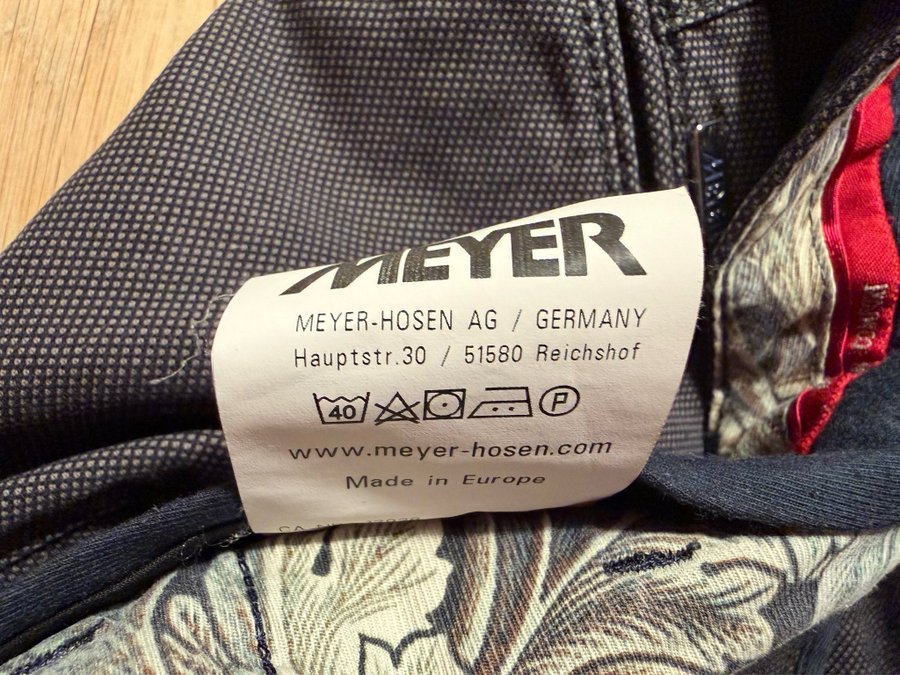 MEYER
MEYER-HOSEN AG / GERMANY
Hauptstr.30 / 51580 Reichshof
40
P
www.meyer-hosen.com
Made in Europe